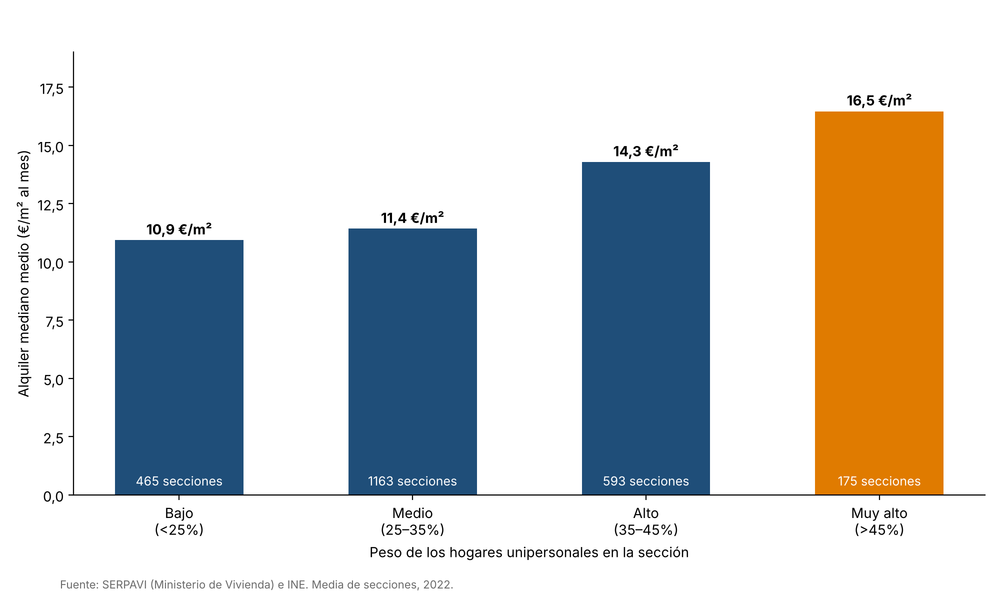 Alquiler mediano medio (€/m² al mes)
17,5
15,0
12,5
10,0
7,5
5,0
2,5
0,0
10,9 €/m²
11,4 €/m²
14,3 €/m²
16,5 €/m²
465 secciones
1163 secciones
593 secciones
175 secciones
Bajo
(<25%)
Medio
(25–35%)
Alto
(35–45%)
Muy alto
(>45%)
Peso de los hogares unipersonales en la sección
Fuente: SERPAVI (Ministerio de Vivienda) e INE. Media de secciones, 2022.